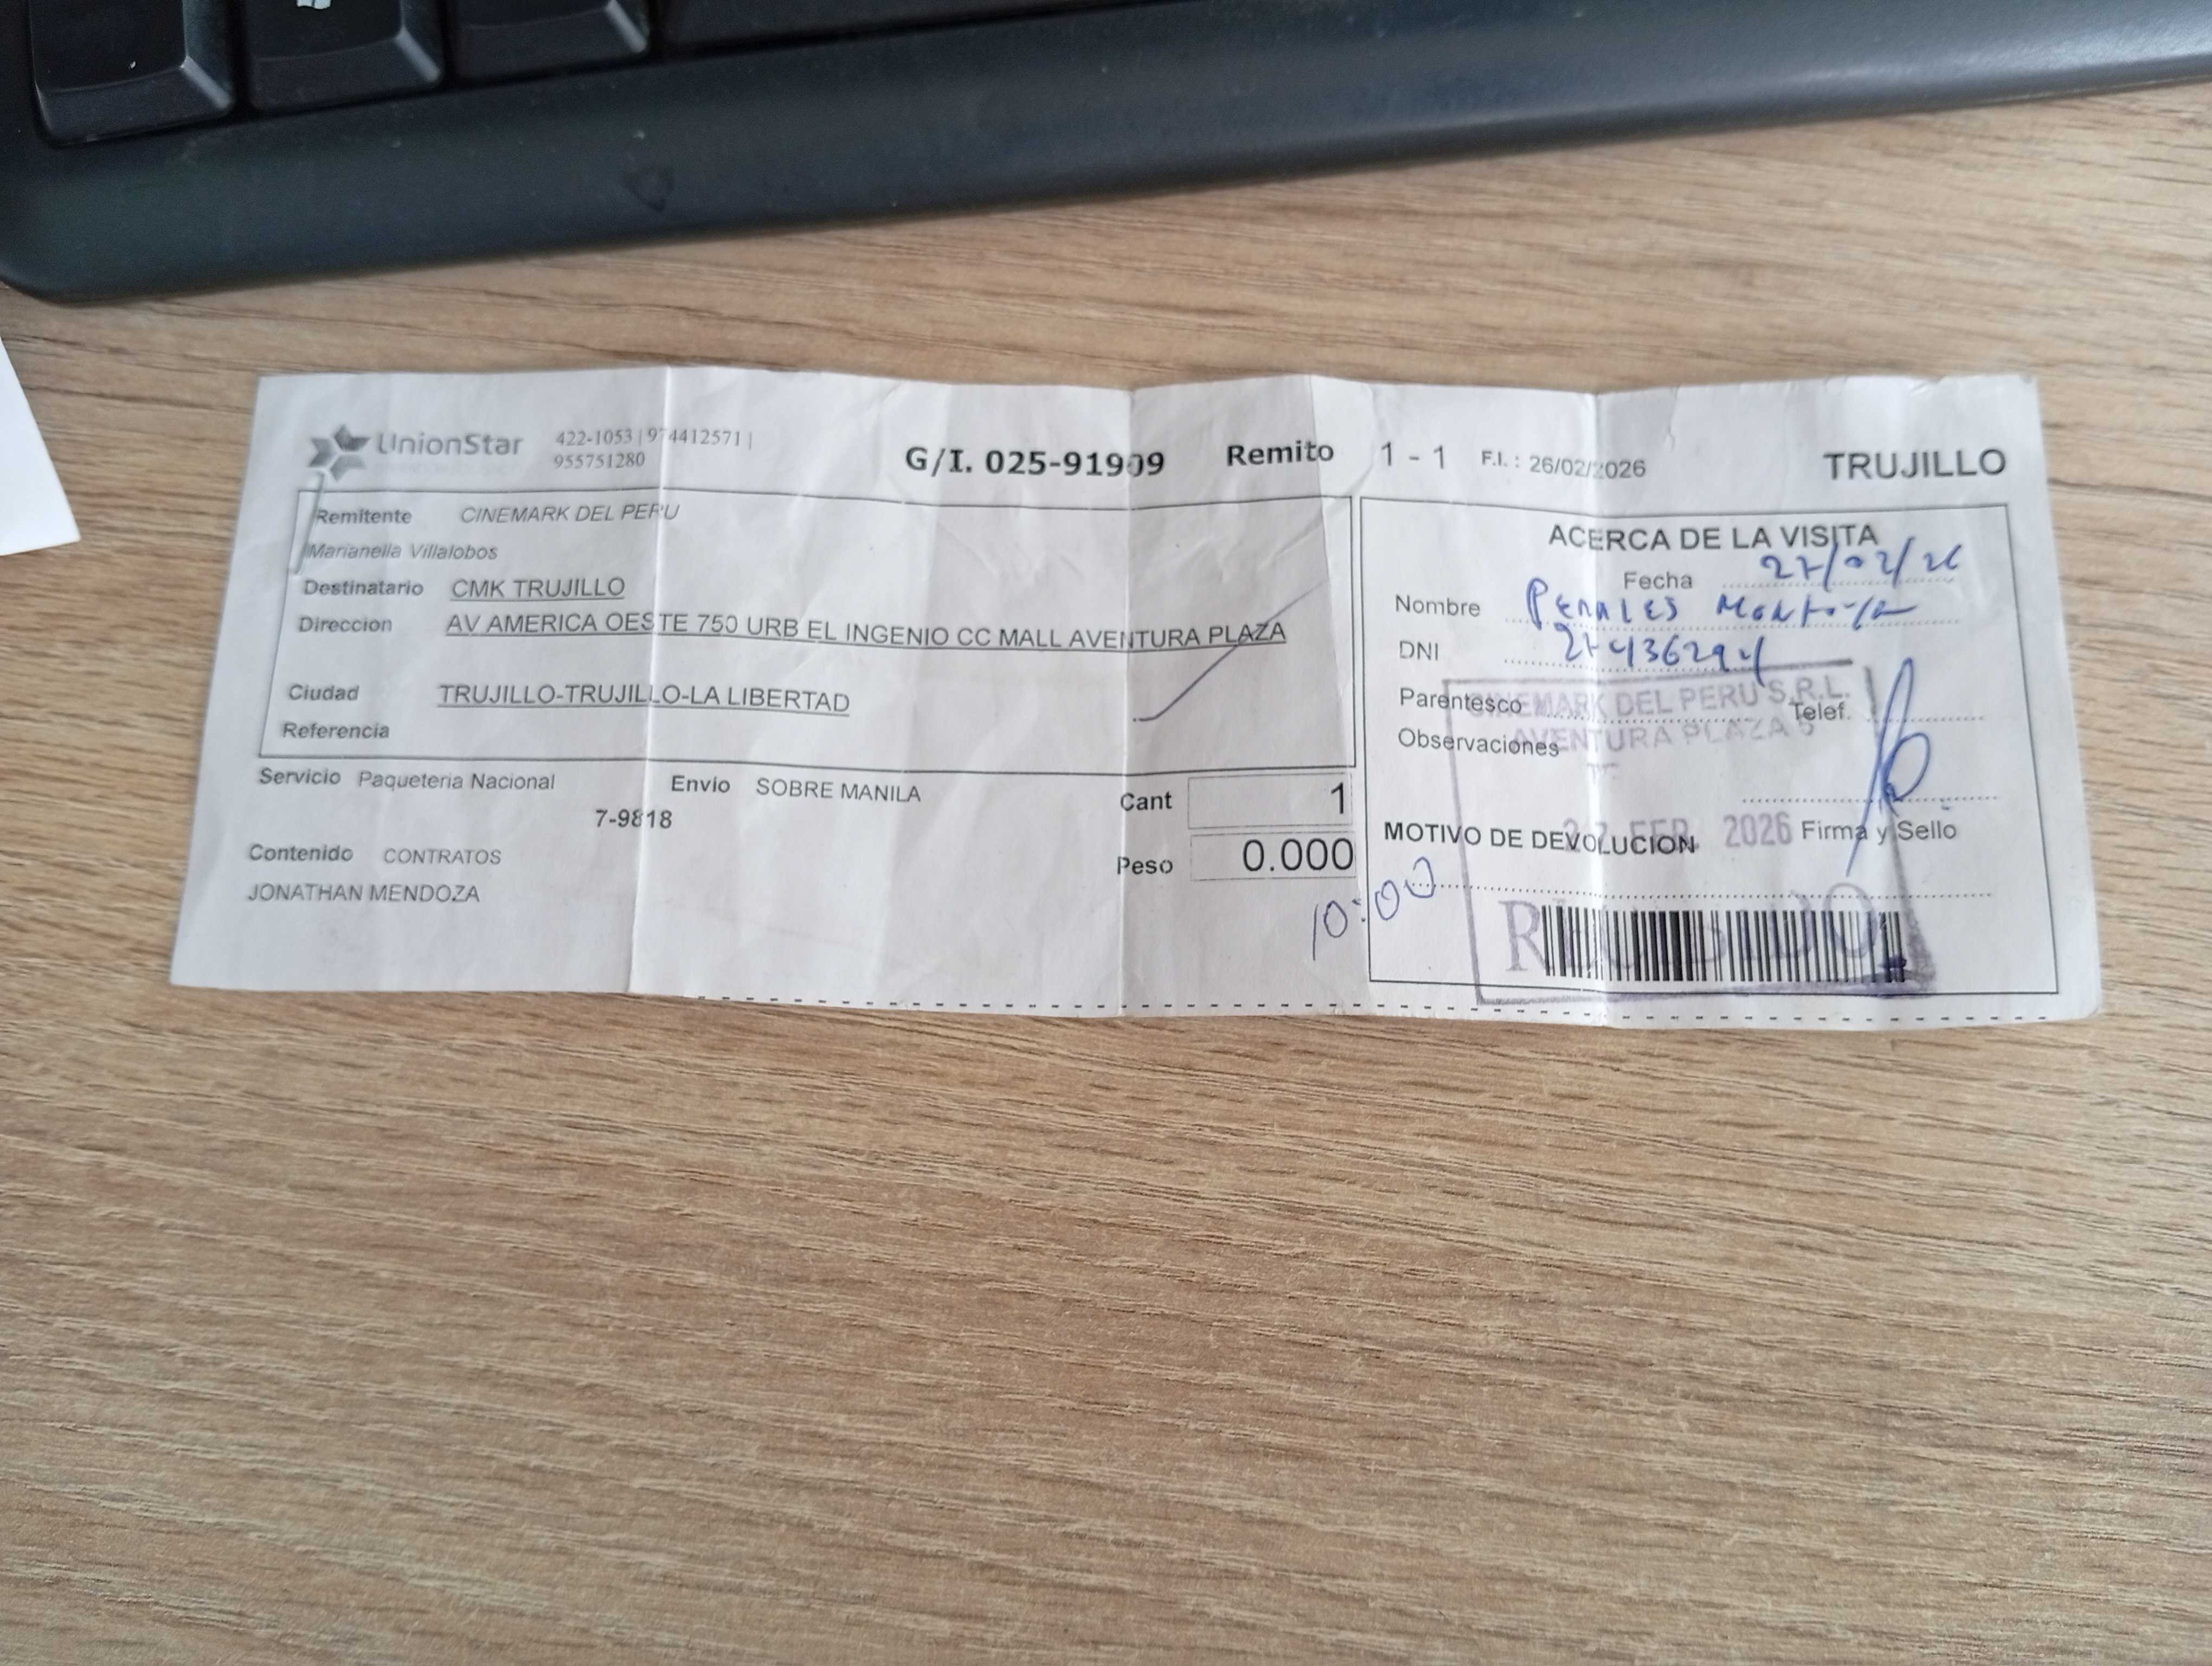 UnionStar
422-1053 | 974412571 |
955751280
G/I. 025-91909 Remito 1 - 1 F.I. : 26/02/2026 TRUJILLO
Remitente CINEMARK DEL PERU
Marianella Villalobos
Destinatario CMK TRUJILLO
Direccion AV AMERICA OESTE 750 URB EL INGENIO CC MALL AVENTURA PLAZA
Ciudad TRUJILLO-TRUJILLO-LA LIBERTAD
Referencia
Servicio Paqueteria Nacional Envío SOBRE MANILA
7-9818
Cant 1
Peso 0.000
Contenido CONTRATOS
JONATHAN MENDOZA
10:00
ACERCA DE LA VISITA
Fecha 27/02/26
Nombre
DNI
Parentesco Telef.
Observaciones
CINEMARK DEL PERU S.R.L.
AVENTURA PLAZA
27 FEB. 2026
Firma y Sello
MOTIVO DE DEVOLUCION
RECIBIDO